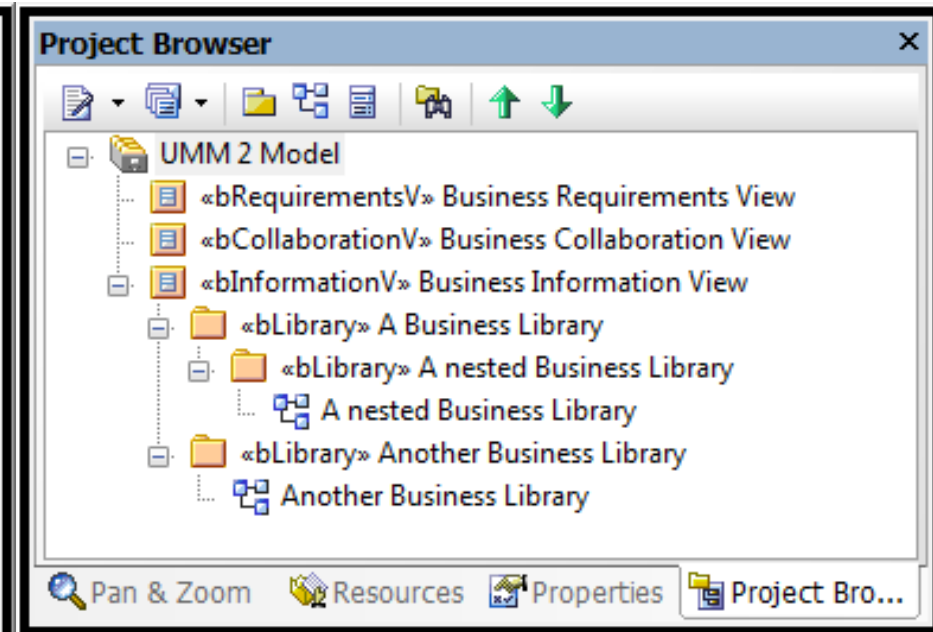 Project Browser
UMM 2 Model
«bRequirementsV» Business Requirements View
«bCollaborationV» Business Collaboration View
«bInformationV» Business Information View
«bLibrary» A Business Library
«bLibrary» A nested Business Library
A nested Business Library
«bLibrary» Another Business Library
Another Business Library
Pan & Zoom Resources Properties Project Bro...